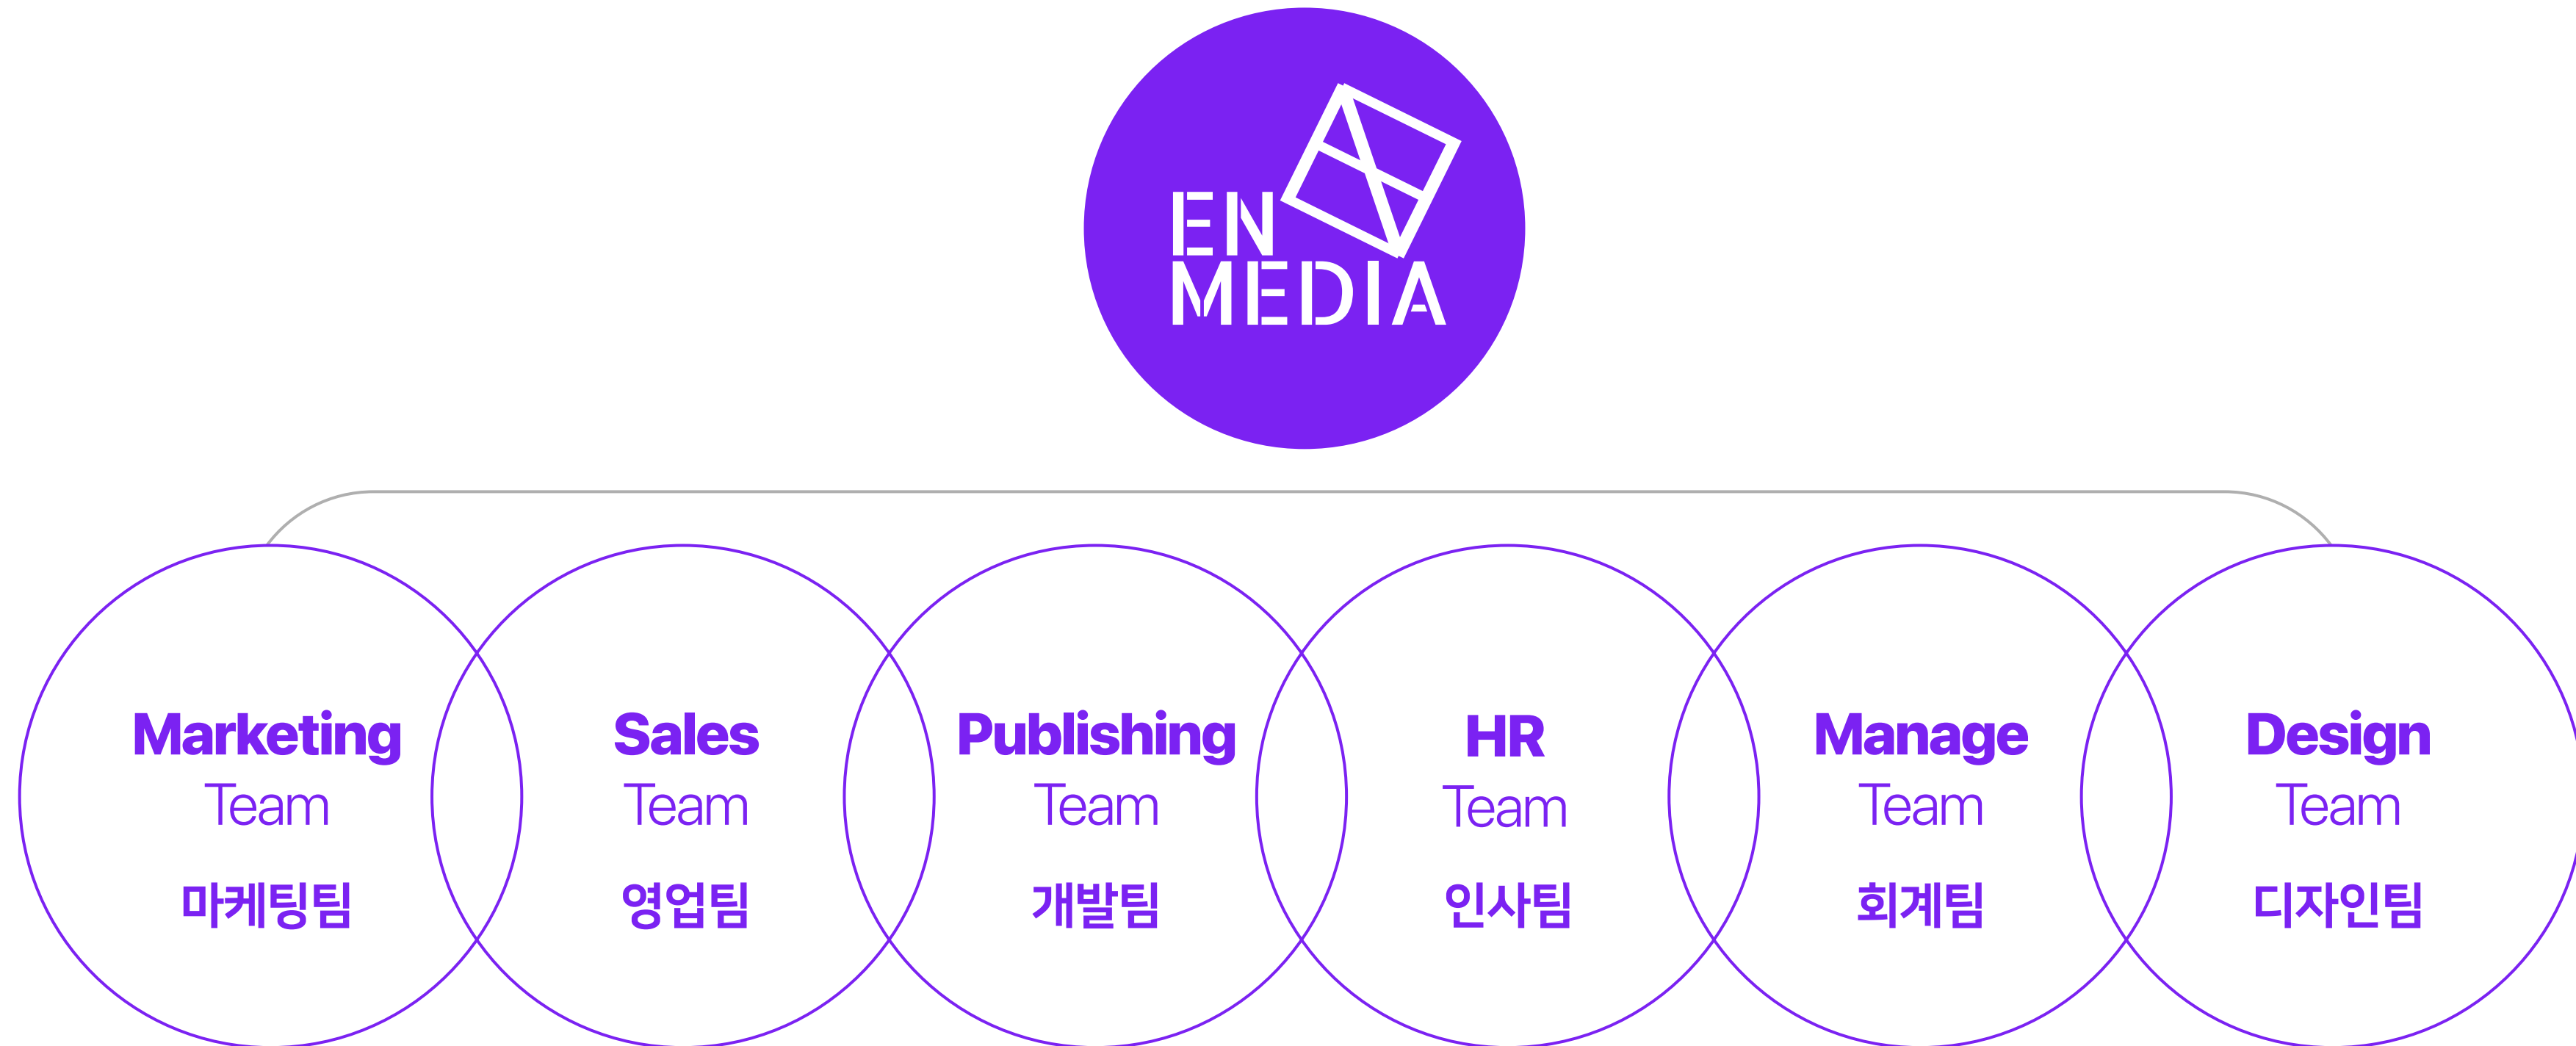 EN
MEDIA
Marketing
Team
마케팅팀
Sales
Team
영업팀
Publishing
Team
개발팀
HR
Team
인사팀
Manage
Team
회계팀
Design
Team
디자인팀